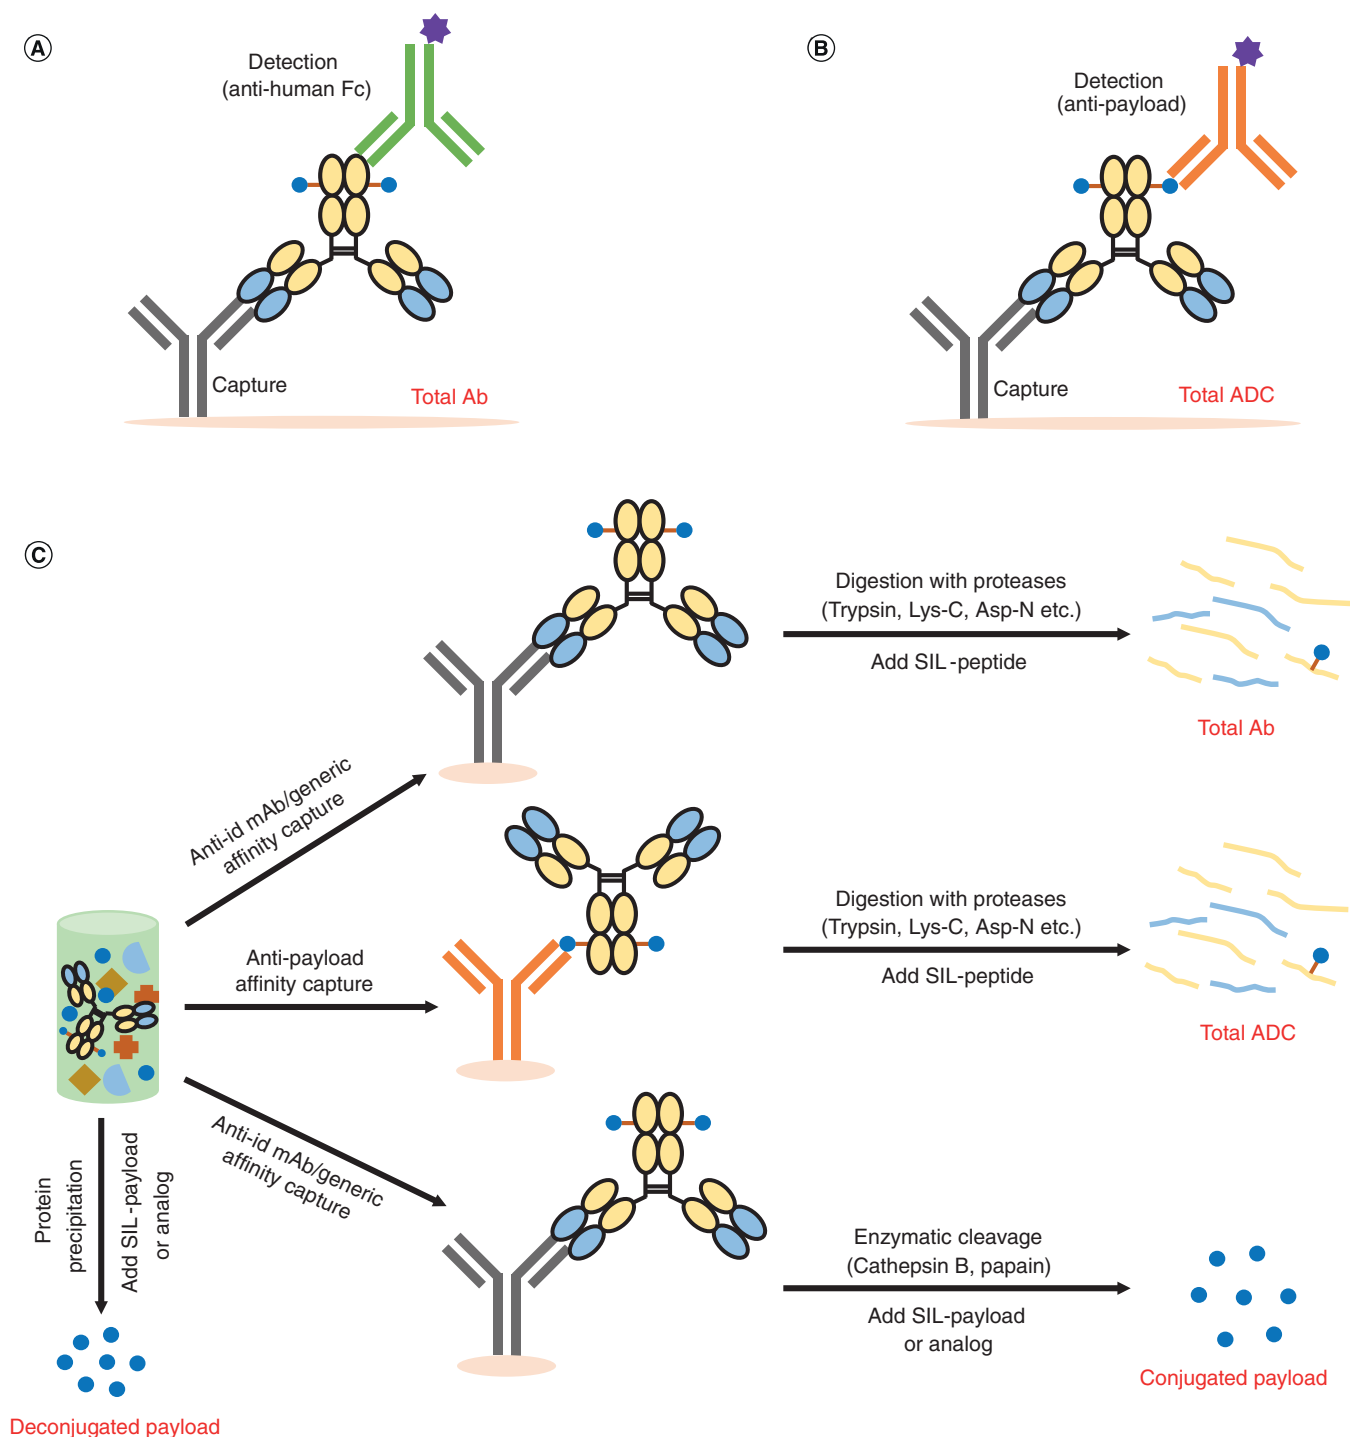 A
Detection
(anti-human Fc)
Capture
Total Ab
B
Detection
(anti-payload)
Capture
Total ADC
C
Anti-id mAb/generic
affinity capture
Digestion with proteases
(Trypsin, Lys-C, Asp-N etc.)
Add SIL-peptide
Total Ab
Anti-payload
affinity capture
Digestion with proteases
(Trypsin, Lys-C, Asp-N etc.)
Add SIL-peptide
Total ADC
Anti-id mAb/generic
affinity capture
Enzymatic cleavage
(Cathepsin B, papain)
Add SIL-payload
or analog
Conjugated payload
Protein
precipitation
Add SIL-payload
or analog
Deconjugated payload